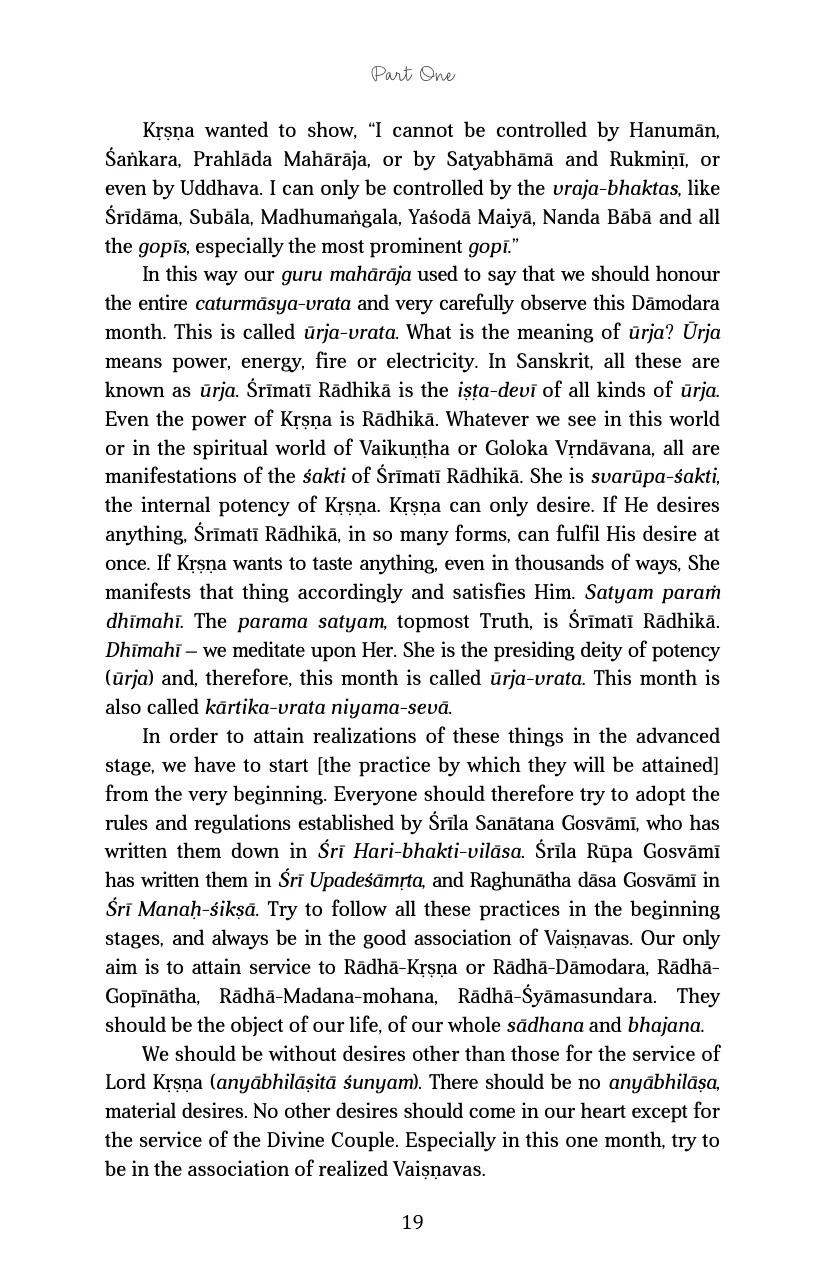 Part One
Kṛṣṇa wanted to show, “I cannot be controlled by Hanumān,
Śaṅkara, Prahlāda Mahārāja, or by Satyabhāmā and Rukmiṇī, or
even by Uddhava. I can only be controlled by the vraja-bhaktas, like
Śrīdāma, Subāla, Madhumaṅgala, Yaśodā Maiyā, Nanda Bābā and all
the gopīs, especially the most prominent gopī.”
In this way our guru mahārāja used to say that we should honour
the entire caturmāsya-vrata and very carefully observe this Dāmodara
month. This is called ūrja-vrata. What is the meaning of ūrja? Ūrja
means power, energy, fire or electricity. In Sanskrit, all these are
known as ūrja. Śrīmatī Rādhikā is the iṣṭa-devī of all kinds of ūrja.
Even the power of Kṛṣṇa is Rādhikā. Whatever we see in this world
or in the spiritual world of Vaikuṇṭha or Goloka Vṛndāvana, all are
manifestations of the śakti of Śrīmatī Rādhikā. She is svarūpa-śakti,
the internal potency of Kṛṣṇa. Kṛṣṇa can only desire. If He desires
anything, Śrīmatī Rādhikā, in so many forms, can fulfil His desire at
once. If Kṛṣṇa wants to taste anything, even in thousands of ways, She
manifests that thing accordingly and satisfies Him. Satyam paraṁ
dhīmahī. The parama satyam, topmost Truth, is Śrīmatī Rādhikā.
Dhīmahī – we meditate upon Her. She is the presiding deity of potency
(ūrja) and, therefore, this month is called ūrja-vrata. This month is
also called kārtika-vrata niyama-sevā.
In order to attain realizations of these things in the advanced
stage, we have to start [the practice by which they will be attained]
from the very beginning. Everyone should therefore try to adopt the
rules and regulations established by Śrīla Sanātana Gosvāmī, who has
written them down in Śrī Hari-bhakti-vilāsa. Śrīla Rūpa Gosvāmī
has written them in Śrī Upadeśāmṛta, and Raghunātha dāsa Gosvāmī in
Śrī Manaḥ-śikṣā. Try to follow all these practices in the beginning
stages, and always be in the good association of Vaiṣṇavas. Our only
aim is to attain service to Rādhā-Kṛṣṇa or Rādhā-Dāmodara, Rādhā-
Gopīnātha, Rādhā-Madana-mohana, Rādhā-Śyāmasundara. They
should be the object of our life, of our whole sādhana and bhajana.
We should be without desires other than those for the service of
Lord Kṛṣṇa (anyābhilāṣitā śunyam). There should be no anyābhilāṣa,
material desires. No other desires should come in our heart except for
the service of the Divine Couple. Especially in this one month, try to
be in the association of realized Vaiṣṇavas.
19